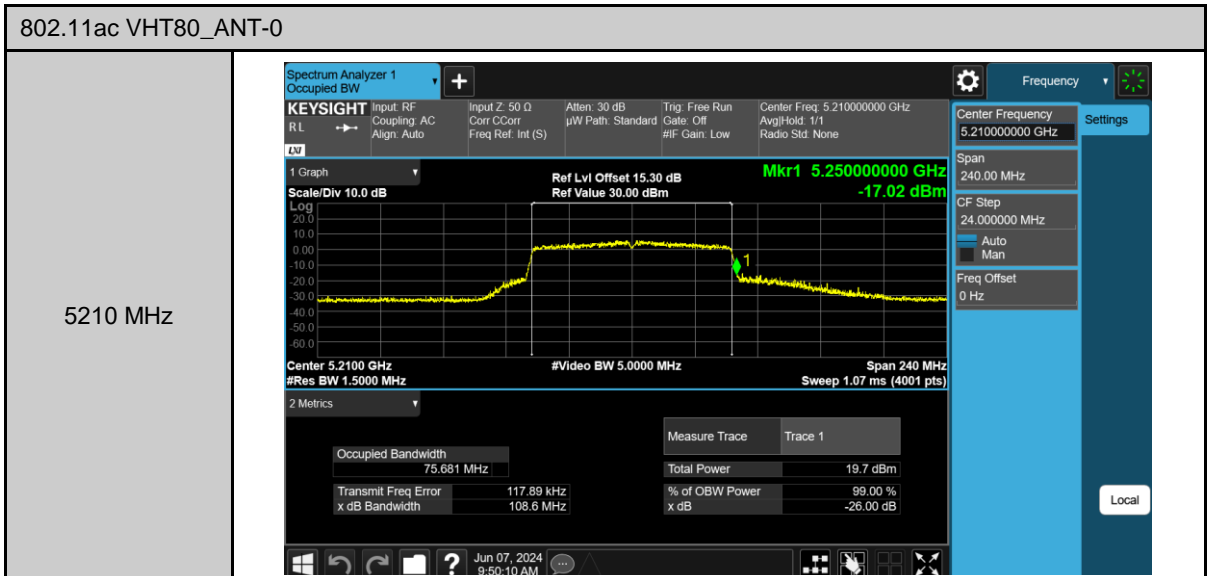 802.11ac VHT80_ANT-0
5210 MHz
Spectrum Analyzer 1
Occupied BW
+
Frequency
KEYSIGHT
RL
LXI
Input: RF
Coupling: AC
Align: Auto
Input Z: 50 Ω
Corr CCorr
Freq Ref: Int (S)
Atten: 30 dB
µW Path: Standard
Trig: Free Run
Gate: Off
#IF Gain: Low
Center Freq: 5.210000000 GHz
Avg|Hold: 1/1
Radio Std: None
1 Graph
Scale/Div 10.0 dB
Ref Lvl Offset 15.30 dB
Ref Value 30.00 dBm
Mkr1 5.250000000 GHz
-17.02 dBm
Log
20.0
10.0
0.00
-10.0
-20.0
-30.0
-40.0
-50.0
-60.0
1
Center 5.2100 GHz
#Res BW 1.5000 MHz
#Video BW 5.0000 MHz
Span 240 MHz
Sweep 1.07 ms (4001 pts)
2 Metrics
Occupied Bandwidth
75.681 MHz
Transmit Freq Error 117.89 kHz
x dB Bandwidth 108.6 MHz
Measure Trace Trace 1
Total Power 19.7 dBm
% of OBW Power 99.00 %
x dB -26.00 dB
Center Frequency
5.210000000 GHz
Settings
Span
240.00 MHz
CF Step
24.000000 MHz
Auto
Man
Freq Offset
0 Hz
Local
?
Jun 07, 2024
9:50:10 AM